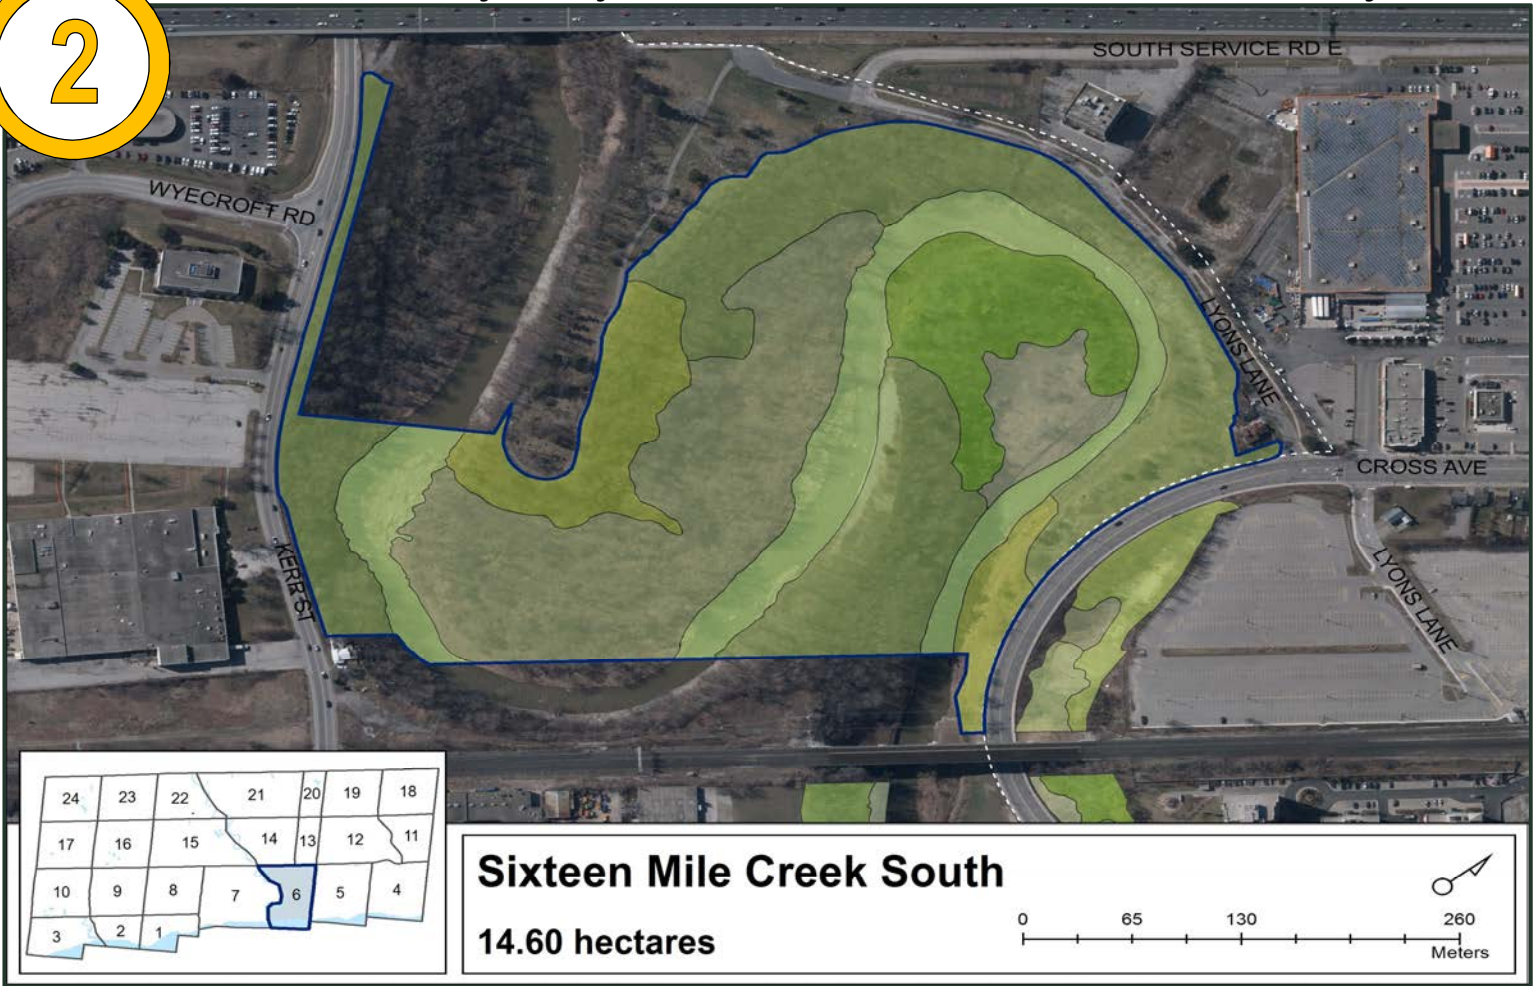 2
SOUTH SERVICE RD E
WYECROFT RD
LYONS LANE
CROSS AVE
KERR ST
LYONS LANE
24 23 22 21 20 19 18
17 16 15 14 13 12 11
10 9 8 7 6 5 4
3 2 1
Sixteen Mile Creek South
14.60 hectares
0 65 130 260
Meters